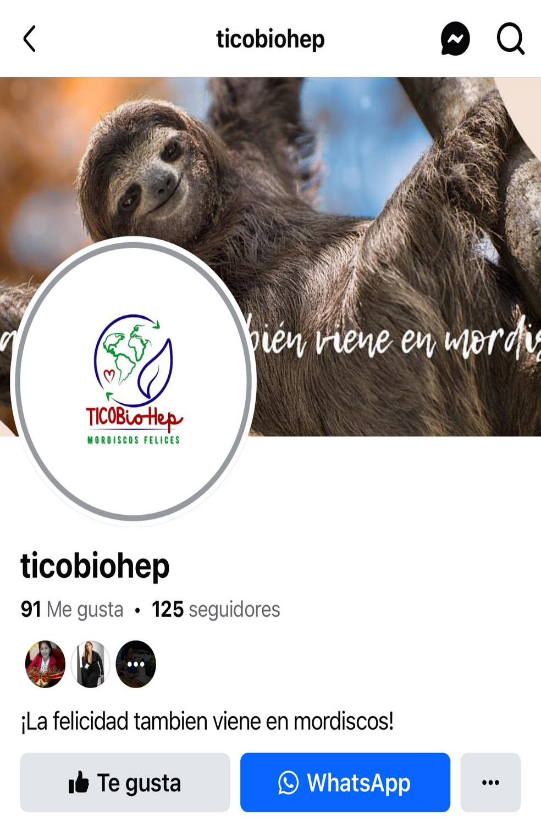 ticobiohep
bién viene en mordis
TICOBioHep
MORDISCOS FELICES
ticobiohep
91 Me gusta • 125 seguidores
¡La felicidad tambien viene en mordiscos!
Te gusta
WhatsApp